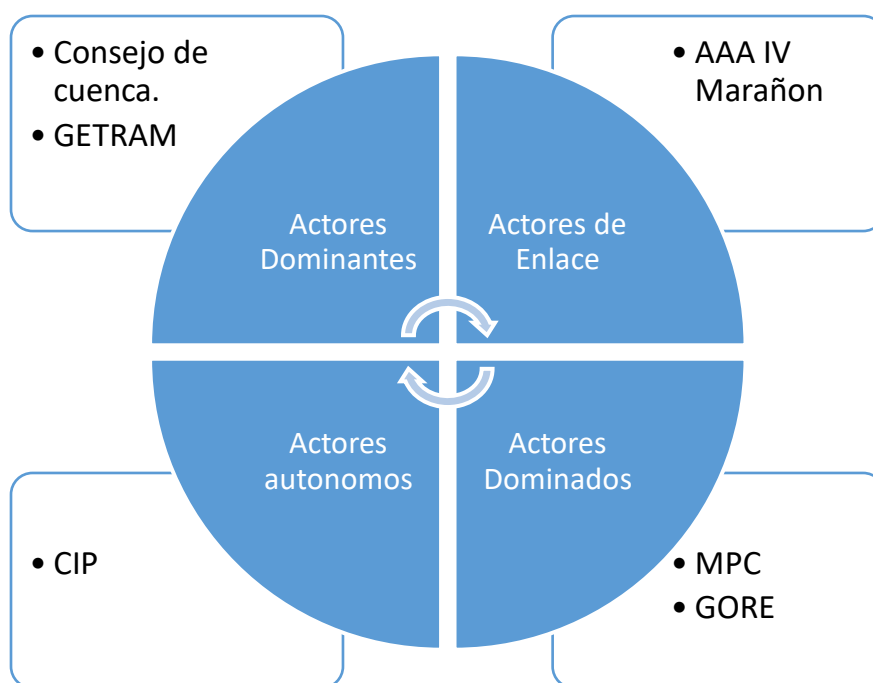 • Consejo de
cuenca.
• GETRAM
• AAA IV
Marañon
Actores
Dominantes
Actores de
Enlace
Actores
autonomos
Actores
Dominados
• CIP
• MPC
• GORE